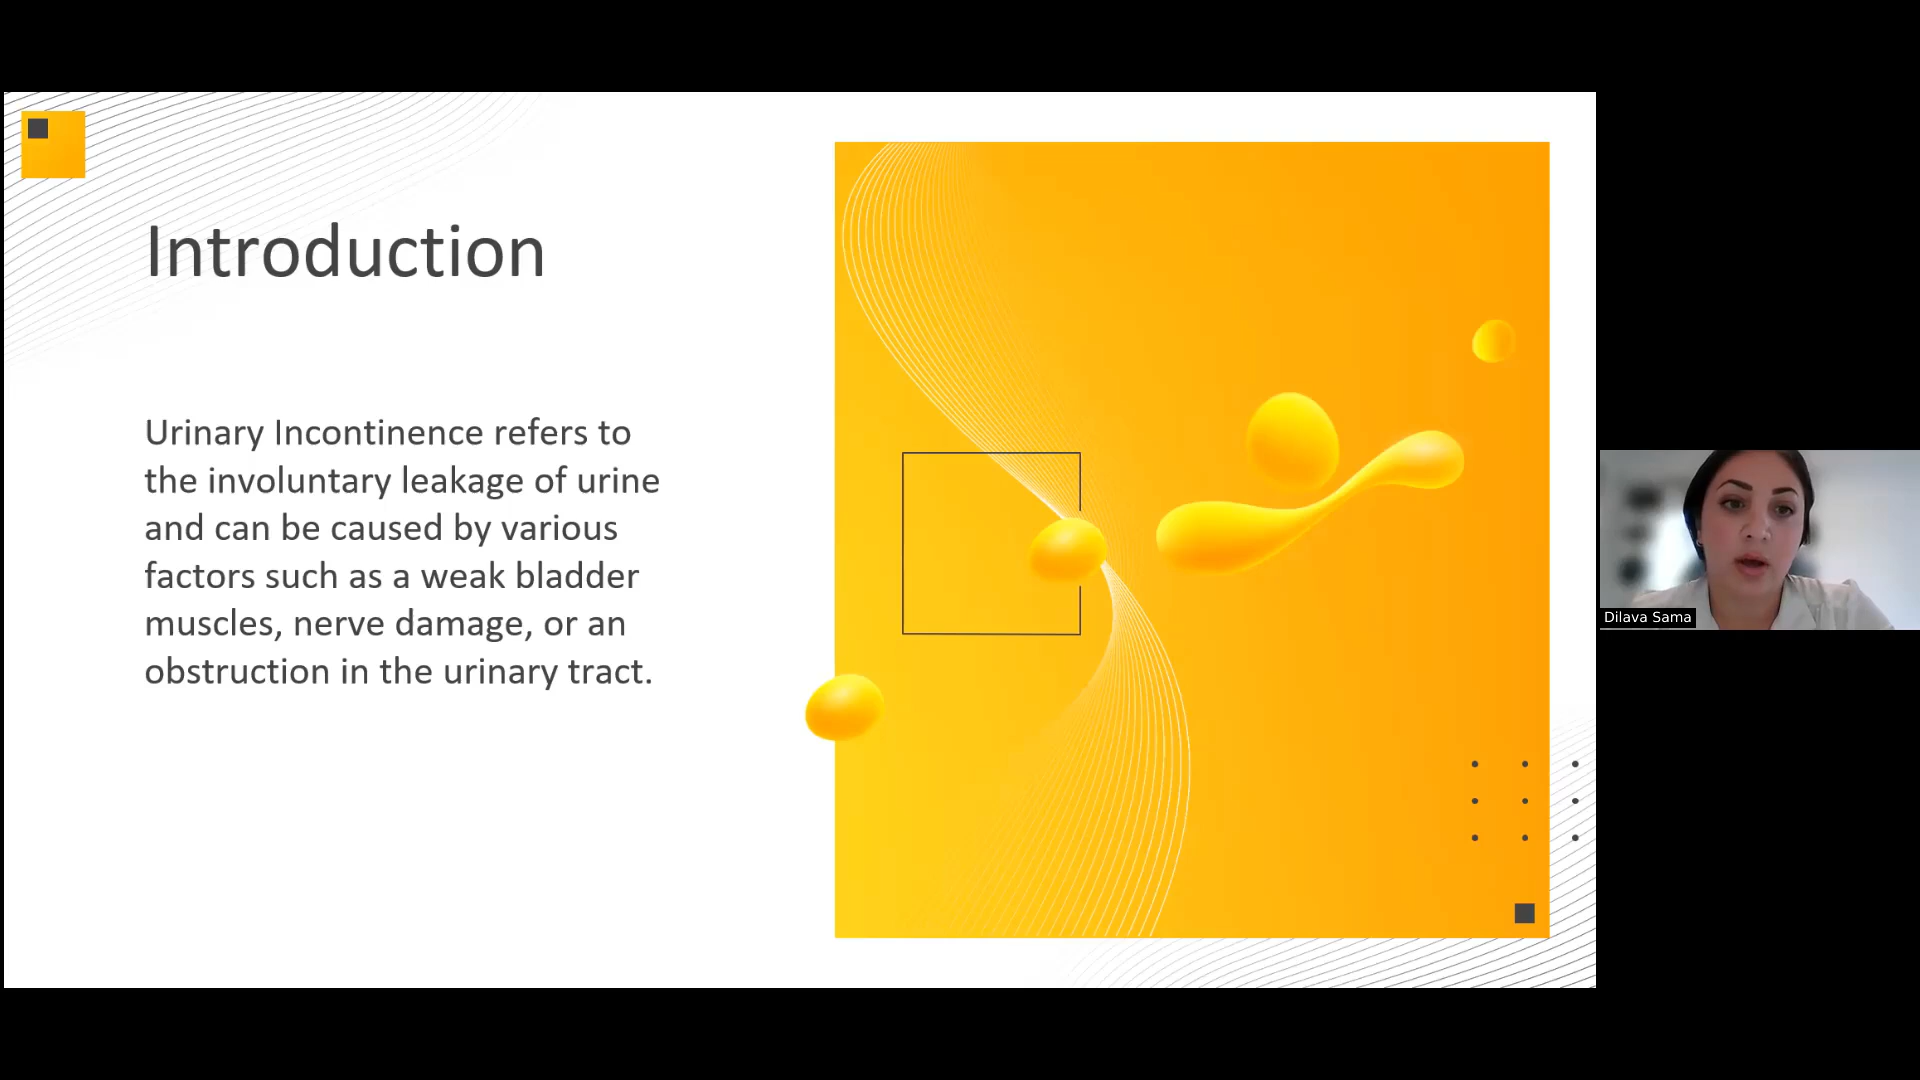 Introduction
Urinary Incontinence refers to
the involuntary leakage of urine
and can be caused by various
factors such as a weak bladder
muscles, nerve damage, or an
obstruction in the urinary tract.
Dilava Sama